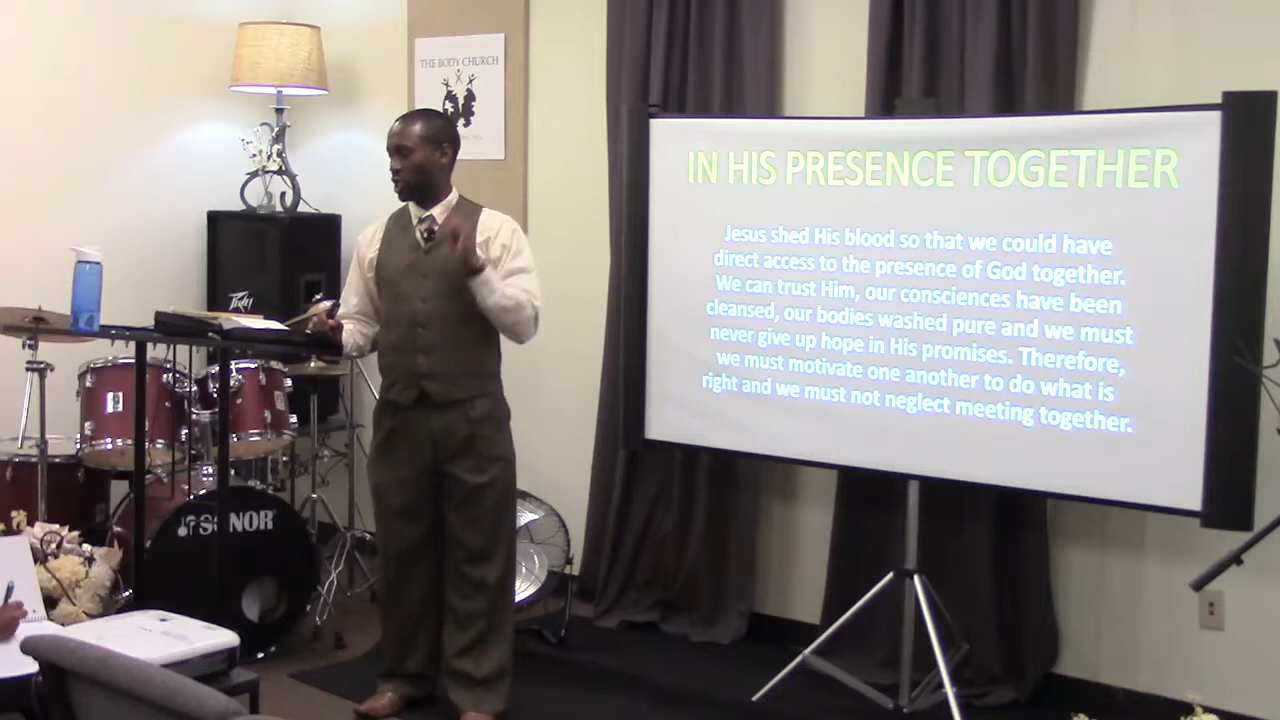 THE BODY CHURCH
IN HIS PRESENCE TOGETHER
Jesus shed His blood so that we could have
direct access to the presence of God together.
We can trust Him, our consciences have been
cleansed, our bodies washed pure and we must
never give up hope in His promises. Therefore,
we must motivate one another to do what is
right and we must not neglect meeting together.
Peavey
SONOR